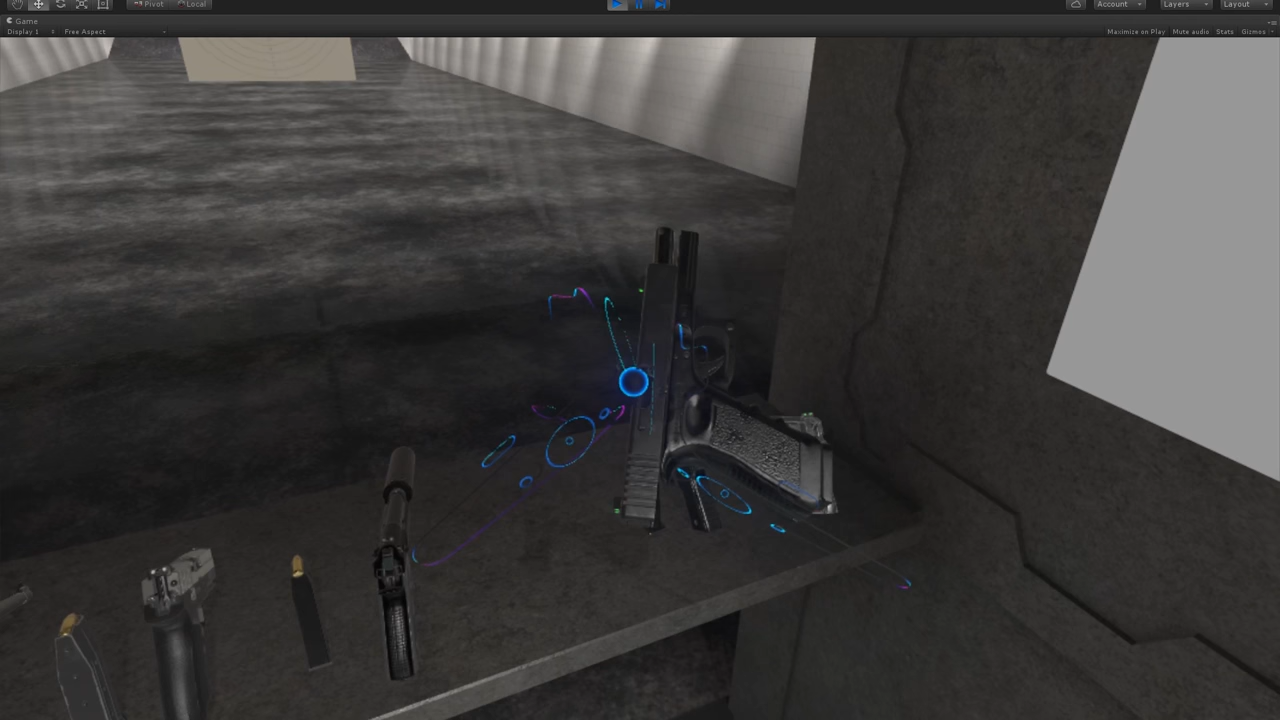 Pivot Local Account Layers Layout
Game
Display 1 Free Aspect Maximize on Play Mute audio Stats Gizmos